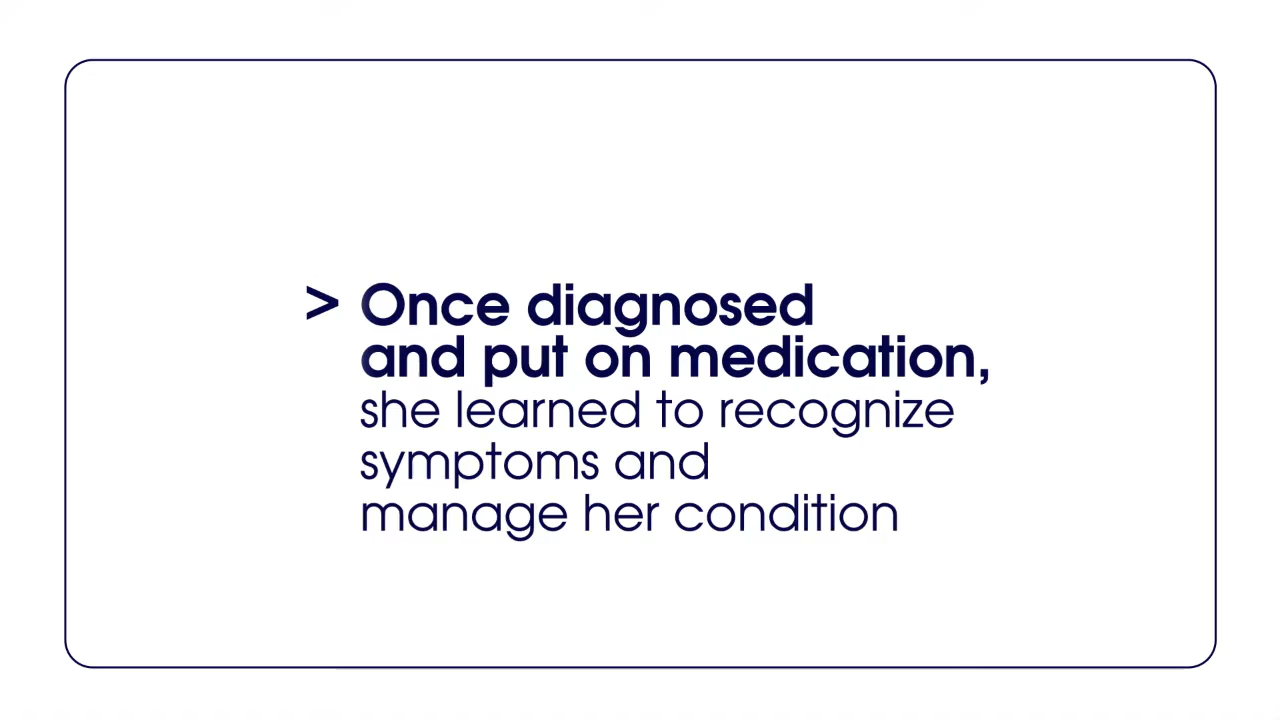 > Once diagnosed
and put on medication,
she learned to recognize
symptoms and
manage her condition